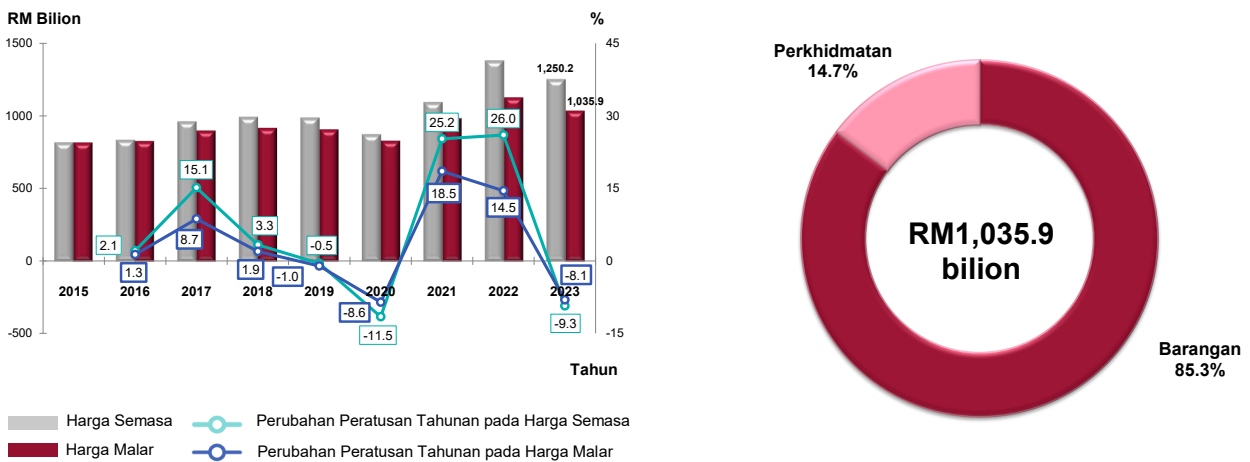 RM Bilion
%
1500
1000
500
0
-500
45
30
15
0
-15
1,250.2
1,035.9
2.1
15.1
3.3
-0.5
-11.5
25.2
26.0
-9.3
1.3
8.7
1.9
-1.0
-8.6
18.5
14.5
-8.1
2015 2016 2017 2018 2019 2020 2021 2022 2023
Tahun
Harga Semasa
Perubahan Peratusan Tahunan pada Harga Semasa
Harga Malar
Perubahan Peratusan Tahunan pada Harga Malar
Perkhidmatan
14.7%
RM1,035.9
bilion
Barangan
85.3%